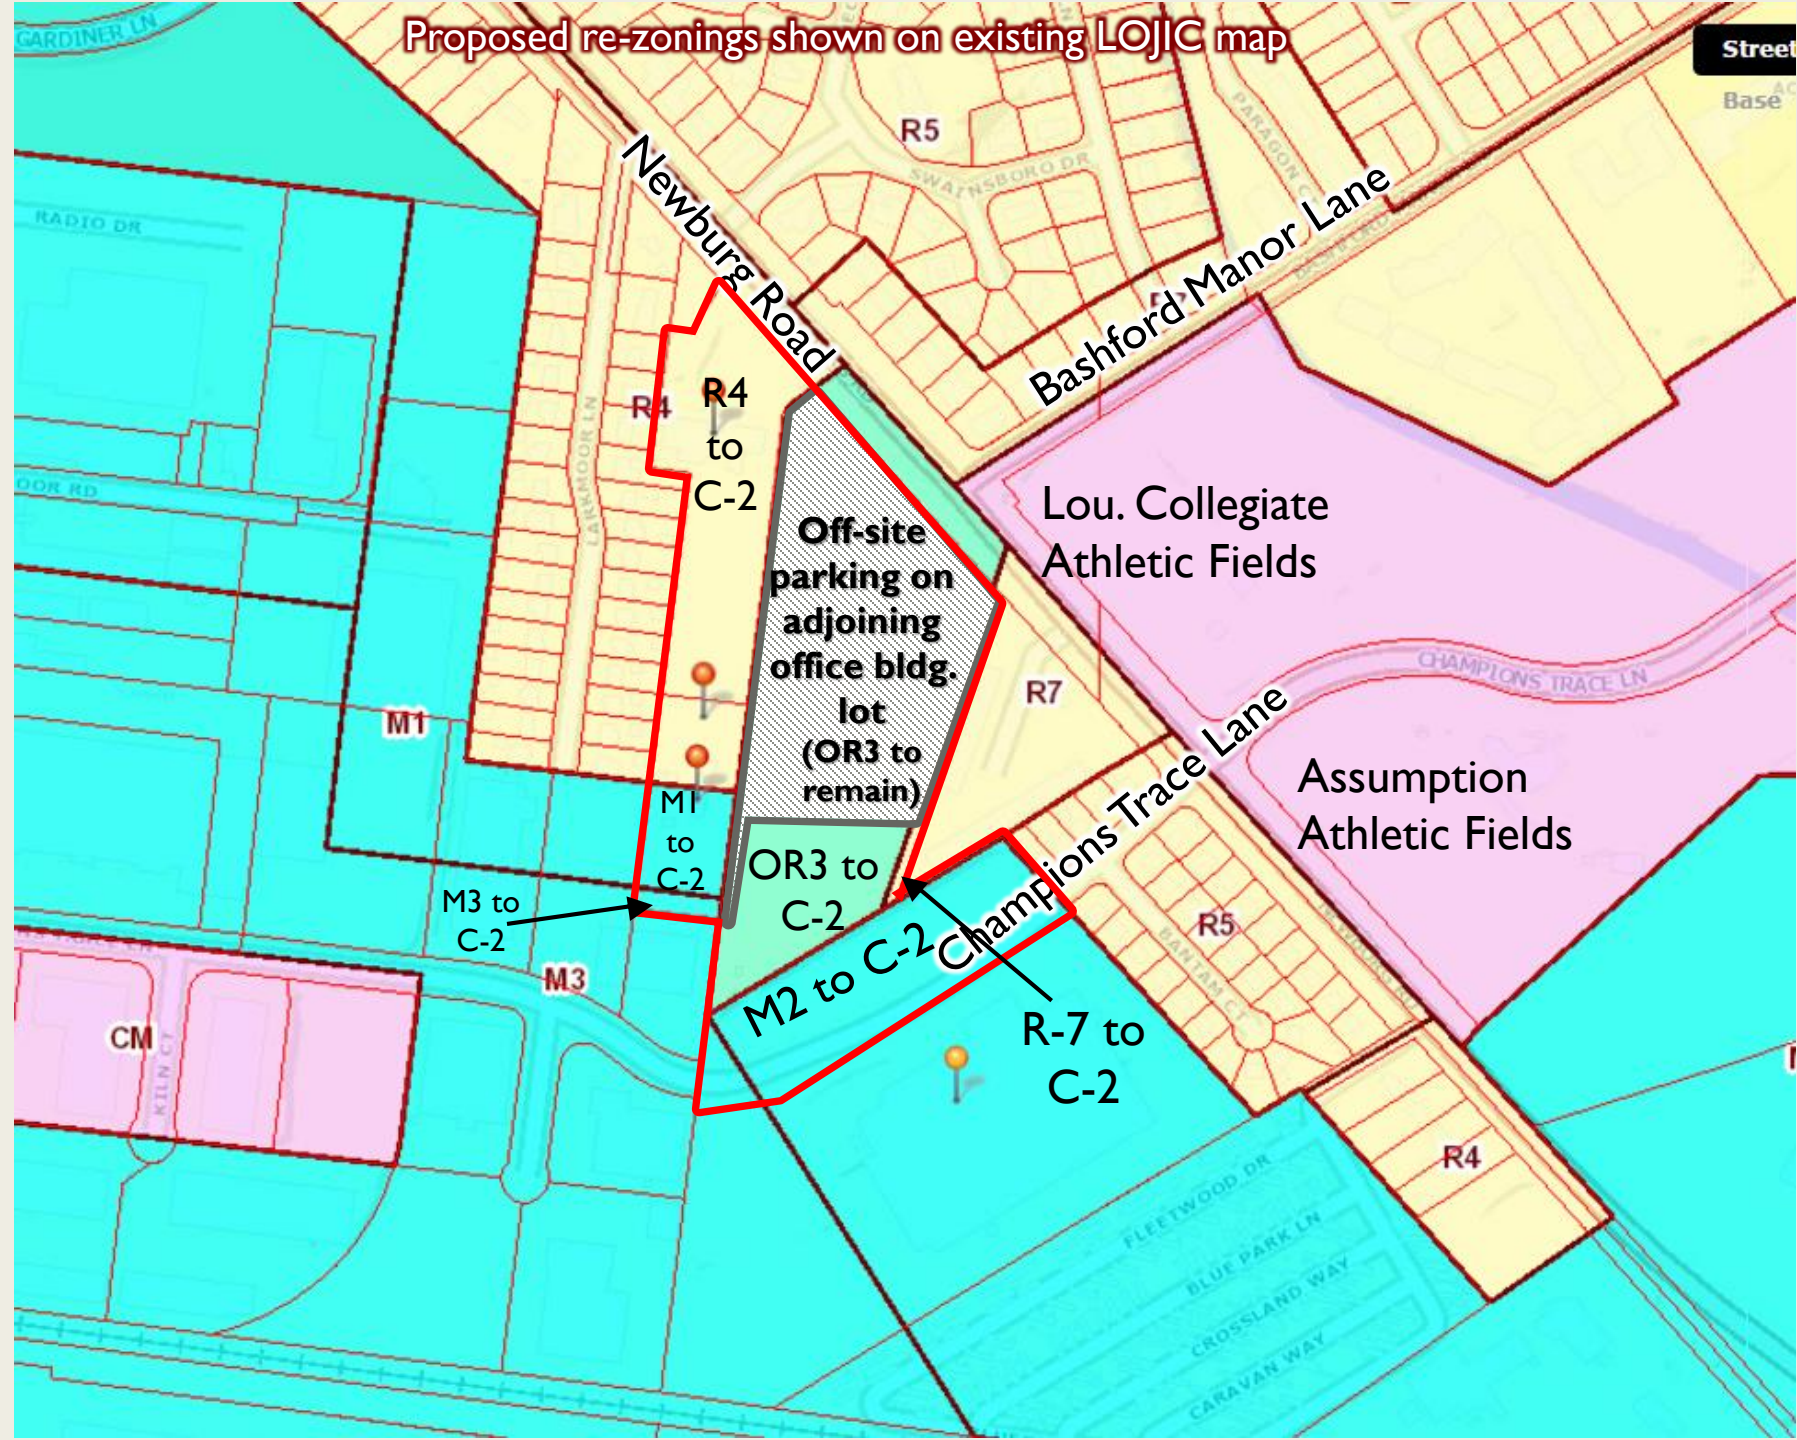 Proposed re-zonings shown on existing LOJIC map
GARDINER LN
Street
Base
R5
SWAINSBORO DR
PARAGON C
Newburg Road
Bashford Manor Lane
RADIO DR
R4
R4
to
C-2
LARKMOOR LN
OOR RD
Off-site
parking on
adjoining
office bldg.
lot
(OR3 to
remain)
Lou. Collegiate
Athletic Fields
CHAMPIONS TRACE LN
R7
M1
Champions Trace Lane
Assumption
Athletic Fields
M1
to
C-2
OR3 to
C-2
M3 to
C-2
M2 to C-2
R5
BANTAM CT
M3
CM
KILN CT
R-7 to
C-2
R4
FLEETWOOD DR
BLUE PARK LN
CROSSLAND WAY
CARAVAN WAY